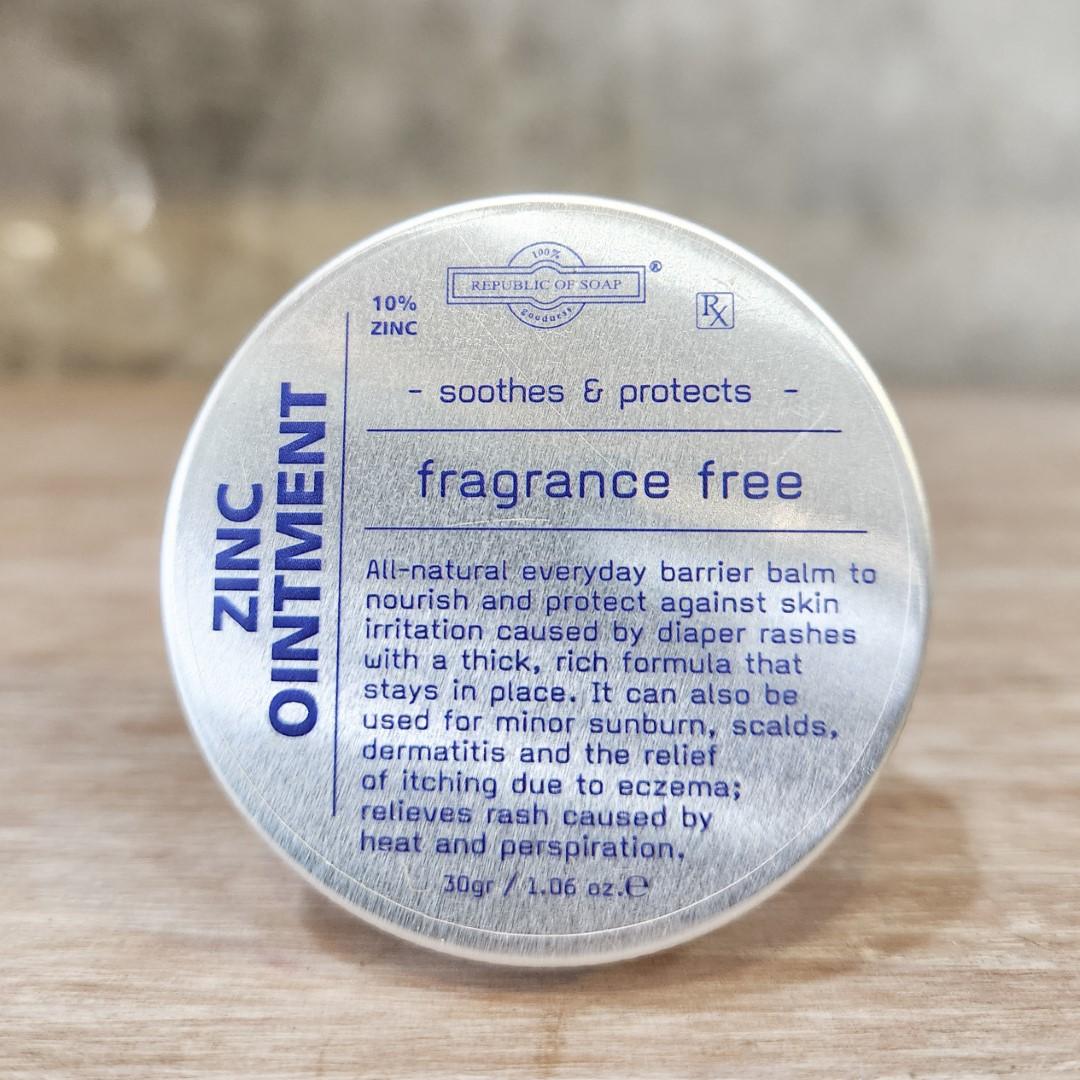 100%
REPUBLIC OF SOAP®
goodness
10%
ZINC
Rx
ZINC
OINTMENT
- soothes & protects -
fragrance free
All-natural everyday barrier balm to
nourish and protect against skin
irritation caused by diaper rashes
with a thick, rich formula that
stays in place. It can also be
used for minor sunburn, scalds,
dermatitis and the relief
of itching due to eczema;
relieves rash caused by
heat and perspiration.
30gr / 1.06 oz.℮